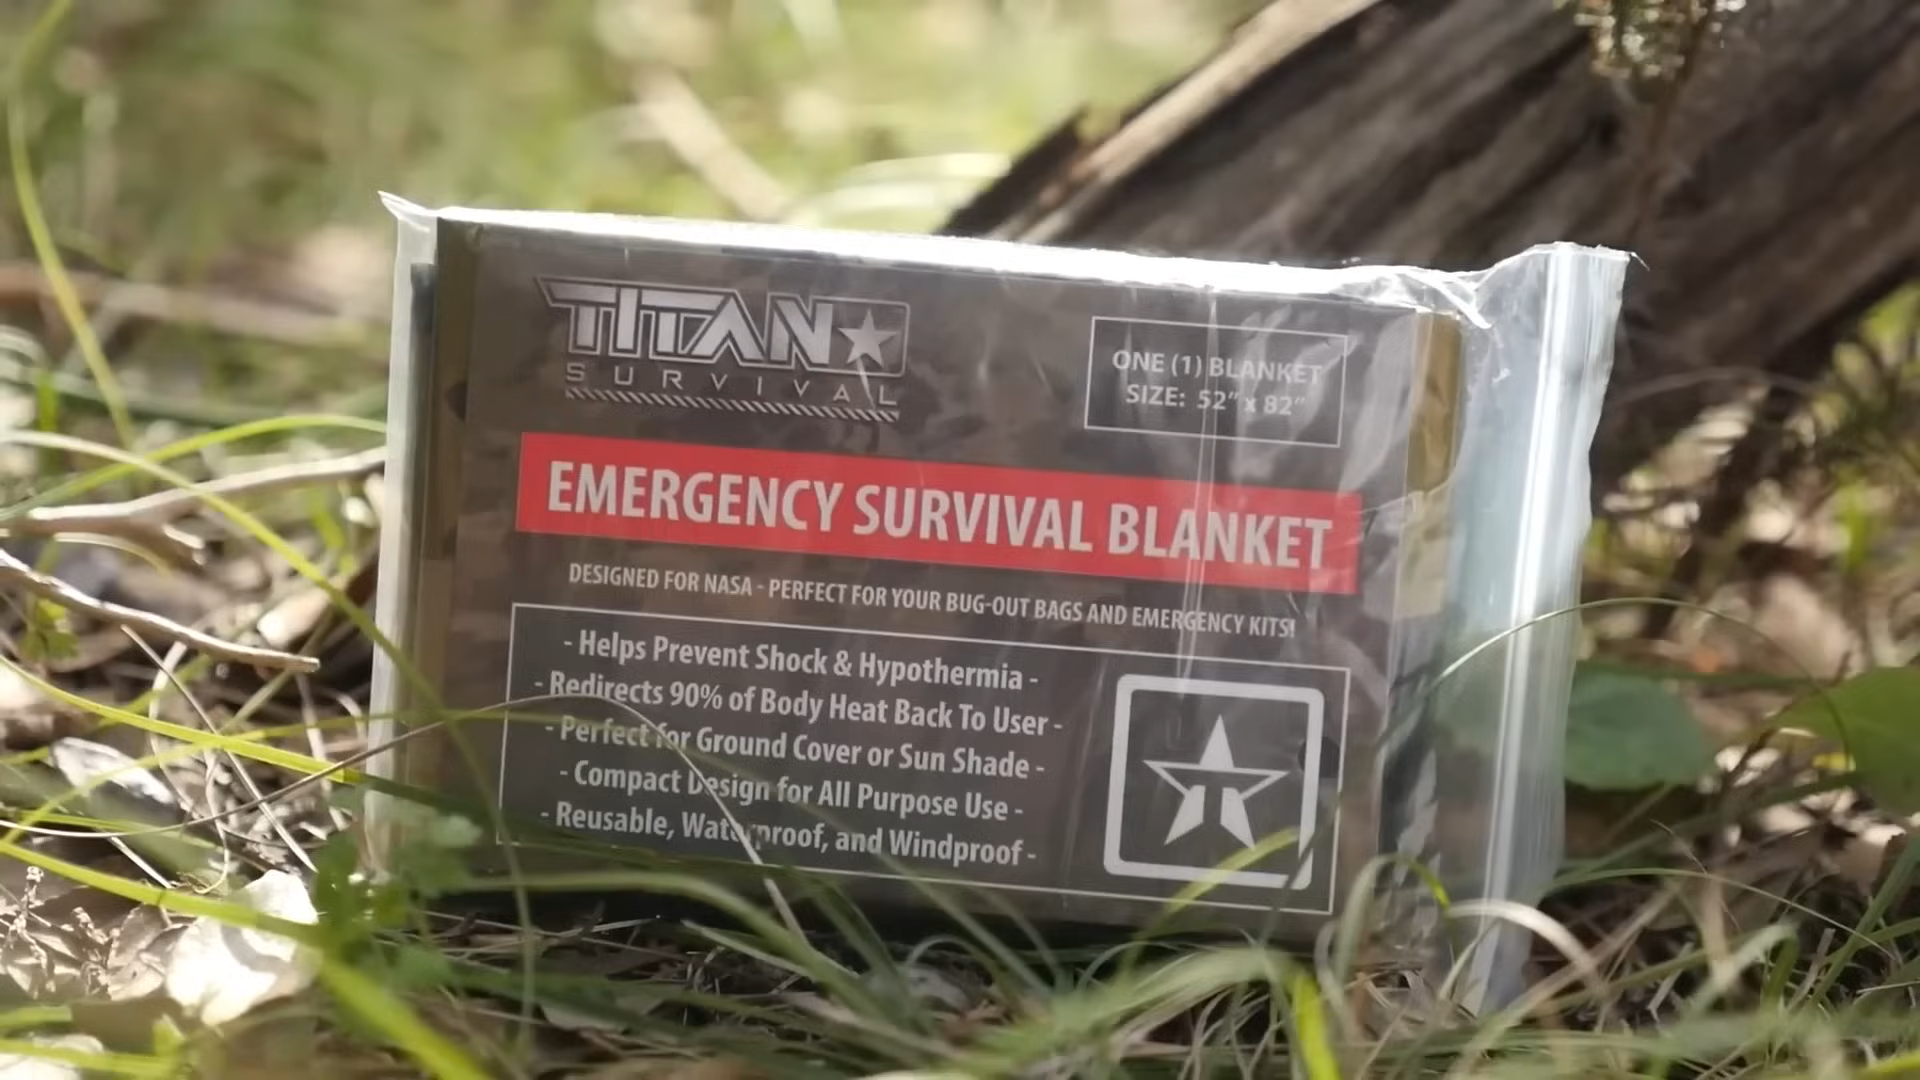 TITAN
SURVIVAL
ONE (1) BLANKET
SIZE: 52" x 82"
EMERGENCY SURVIVAL BLANKET
DESIGNED FOR NASA - PERFECT FOR YOUR BUG-OUT BAGS AND EMERGENCY KITS!
- Helps Prevent Shock & Hypothermia -
- Redirects 90% of Body Heat Back To User -
- Perfect for Ground Cover or Sun Shade -
- Compact Design for All Purpose Use -
- Reusable, Waterproof, and Windproof -